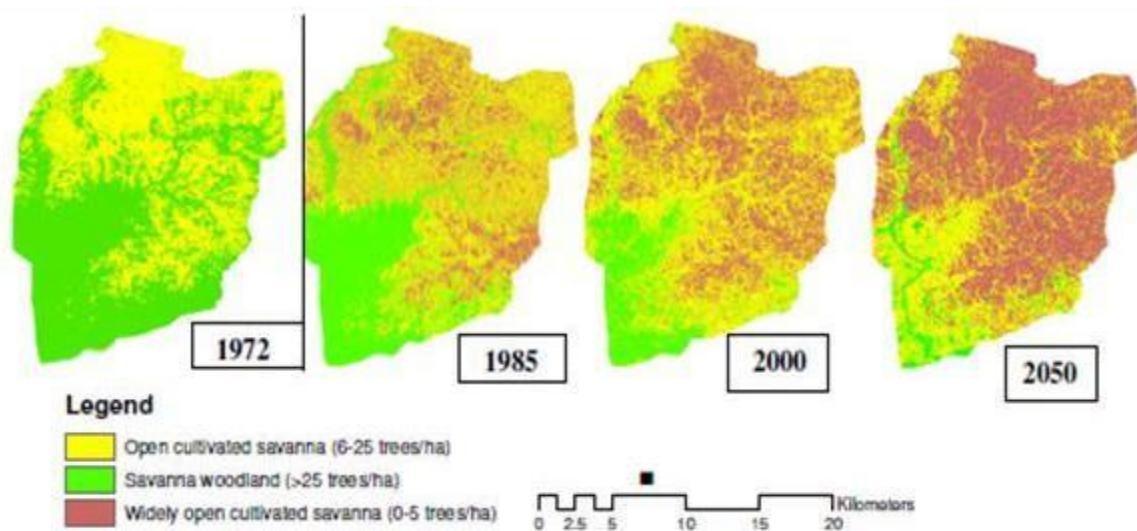 1972
1985
2000
2050
Legend
Open cultivated savanna (6-25 trees/ha)
Savanna woodland (>25 trees/ha)
Widely open cultivated savanna (0-5 trees/ha)
Kilometers
0 2.5 5 10 15 20